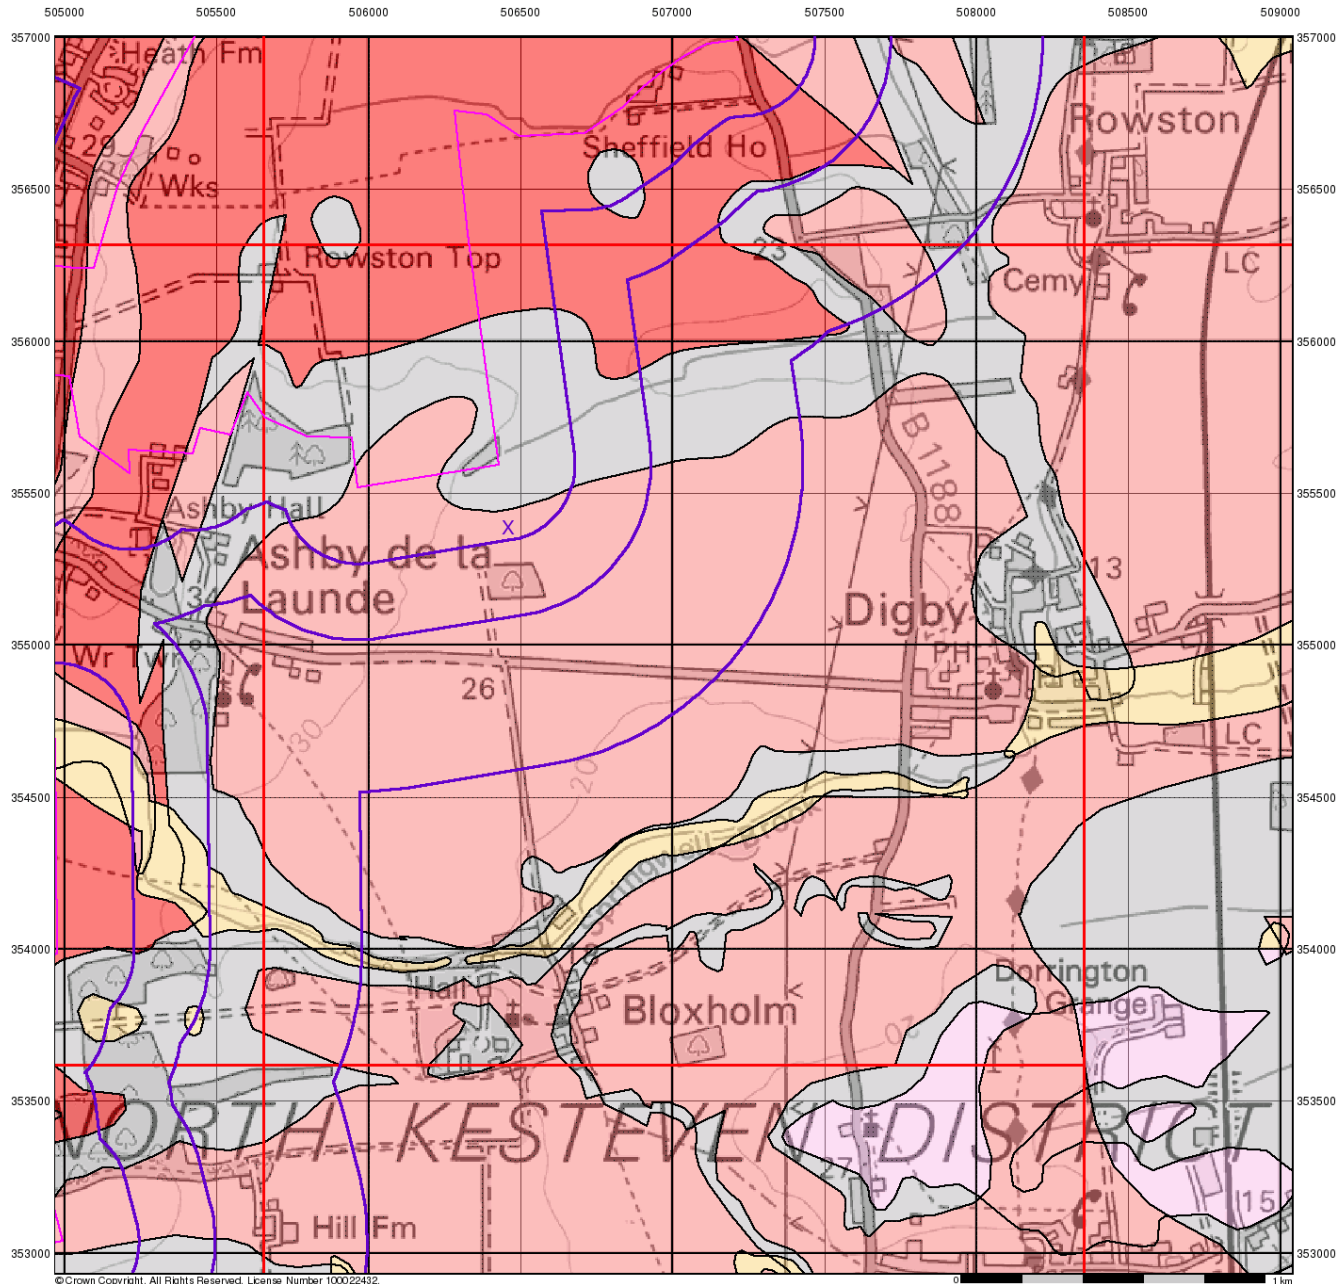 505000 505500 506000 506500 507000 507500 508000 508500 509000
357000 357000
Heath Fm
Rowston
29
Sheffield Ho
Wks
356500 356500
23
Rowston Top
LC
Cemy
356000 356000
B 1188
355500 355500
Ashby Hall
Ashby de la
Launde
X
13
34
Digby
355000 355000
Wr Twr
PH
26
30
LC
20
354500 354500
Springwell Brook
354000 354000
Hall
Dorrington
Grange
Bloxholm
20
353500 353500
NORTH KESTEVEN DISTRICT
27
15
Hill Fm
353000 353000
© Crown Copyright. All Rights Reserved. License Number 100022432.
0 1 km